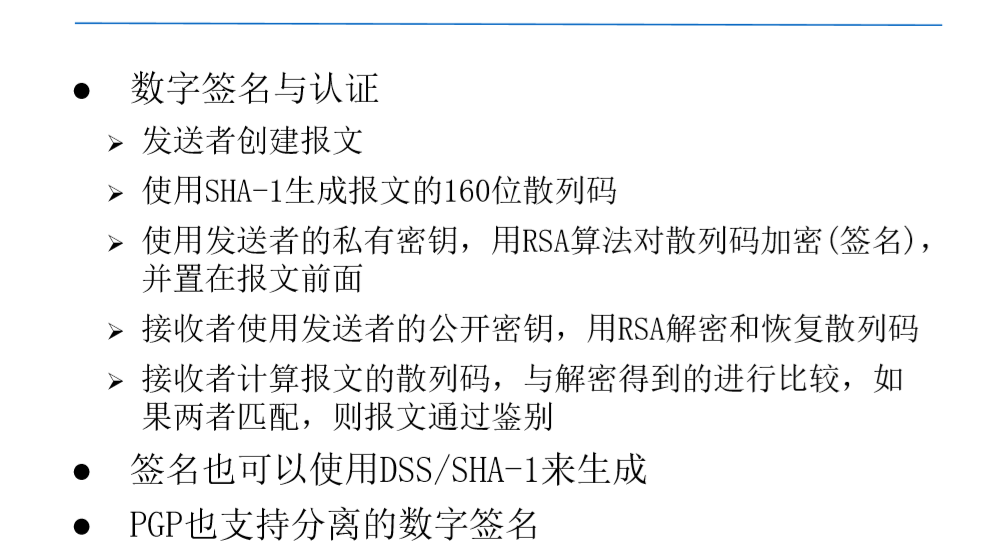 ● 数字签名与认证
➢ 发送者创建报文
➢ 使用SHA-1生成报文的160位散列码
➢ 使用发送者的私有密钥，用RSA算法对散列码加密(签名)，
并置在报文前面
➢ 接收者使用发送者的公开密钥，用RSA解密和恢复散列码
➢ 接收者计算报文的散列码，与解密得到的进行比较，如
果两者匹配，则报文通过鉴别
● 签名也可以使用DSS/SHA-1来生成
● PGP也支持分离的数字签名